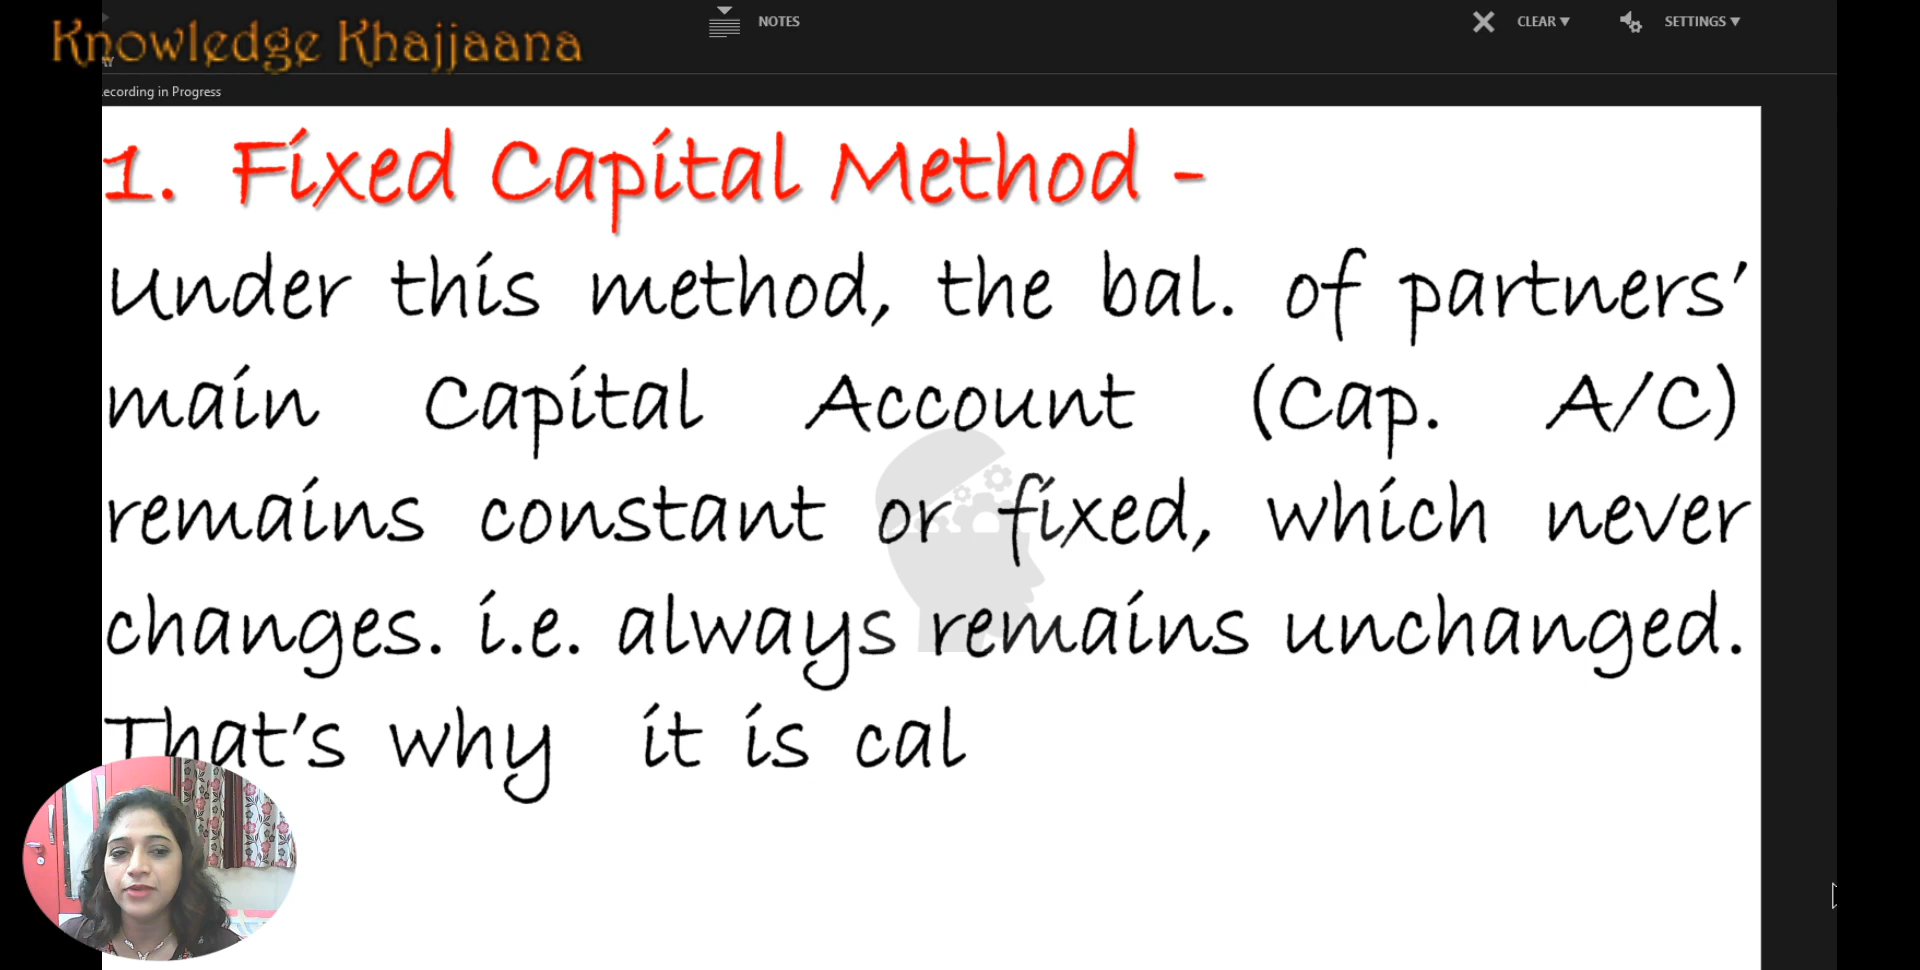 Knowledge Khajjaana
NOTES
CLEAR
SETTINGS
ecording in Progress
1. Fixed Capital Method -
Under this method, the bal. of partners'
main Capital Account (Cap. A/C)
remains constant or fixed, which never
changes. i.e. always remains unchanged.
That's why it is cal